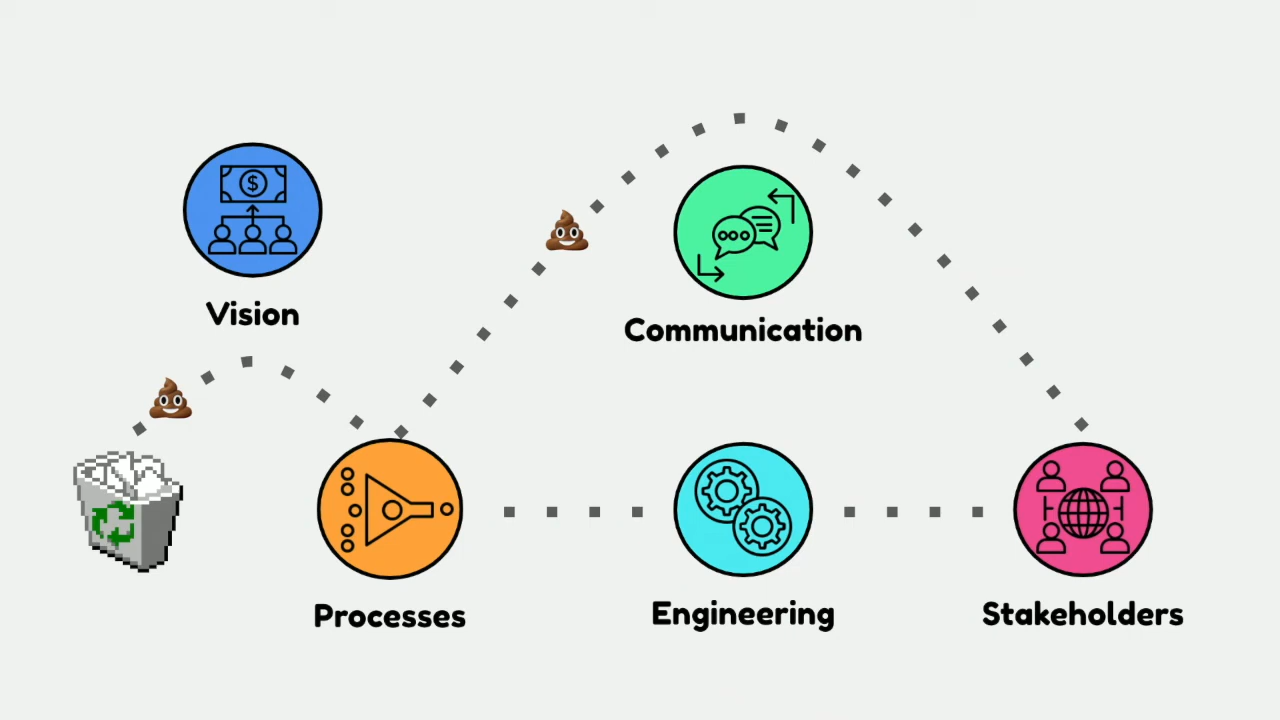 $
Vision
Communication
Processes
Engineering
Stakeholders